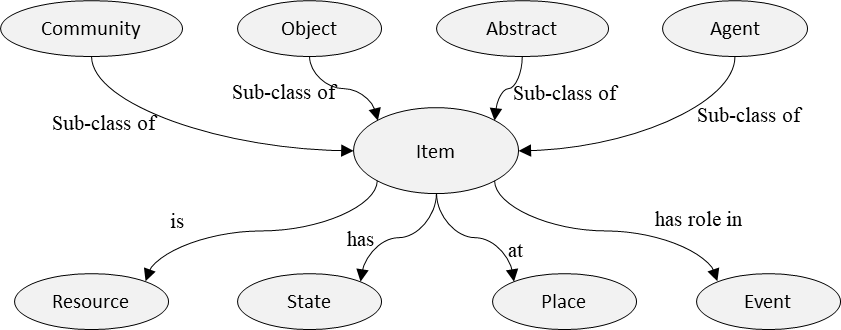 Community
Object
Abstract
Agent
Sub-class of
Sub-class of
Sub-class of
Sub-class of
Item
is
has
at
has role in
Resource
State
Place
Event